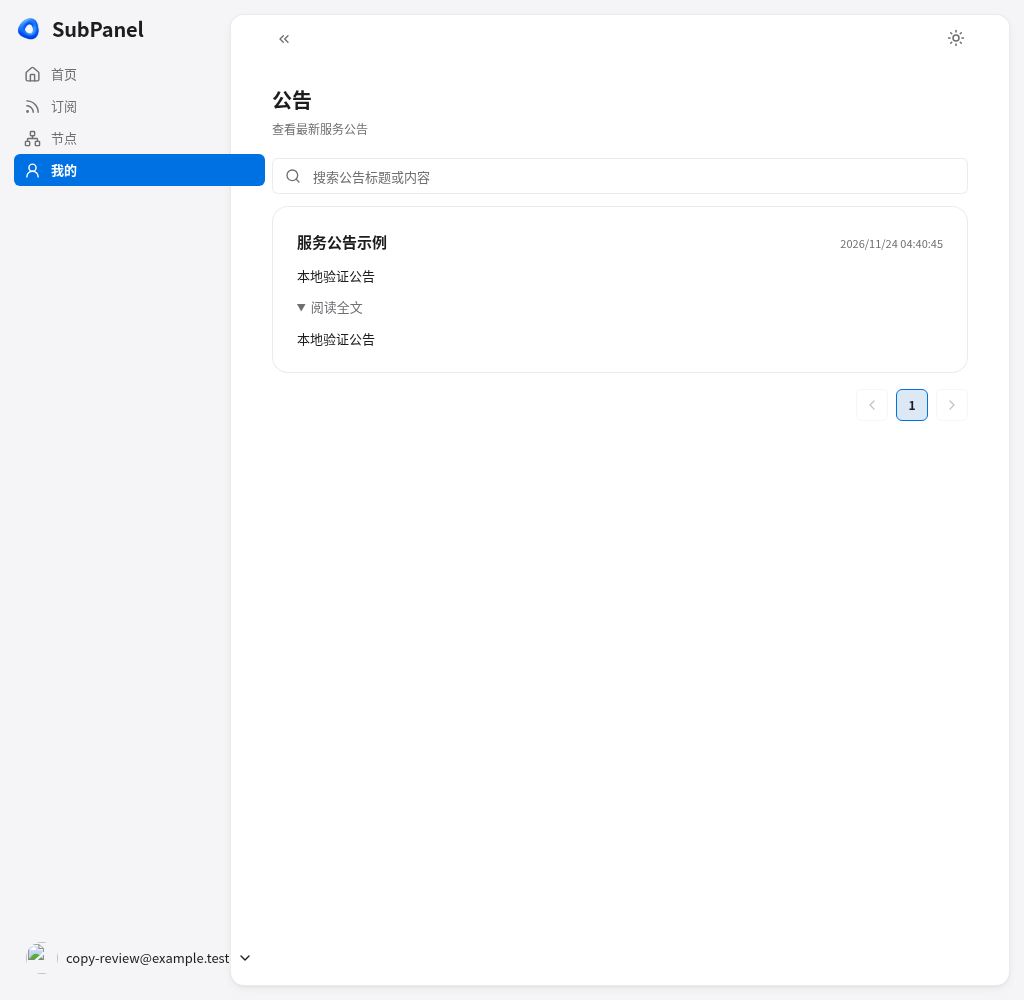 SubPanel
首页
订阅
节点
我的
公告
查看最新服务公告
搜索公告标题或内容
服务公告示例
2026/11/24 04:40:45
本地验证公告
阅读全文
本地验证公告
1
copy-review@example.test